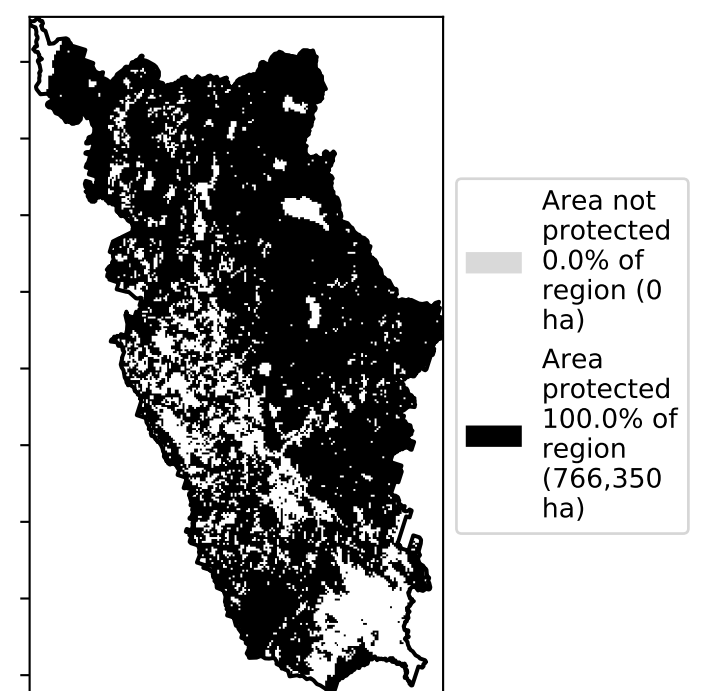 Area not
protected
0.0% of
region (0
ha)
Area
protected
100.0% of
region
(766,350
ha)